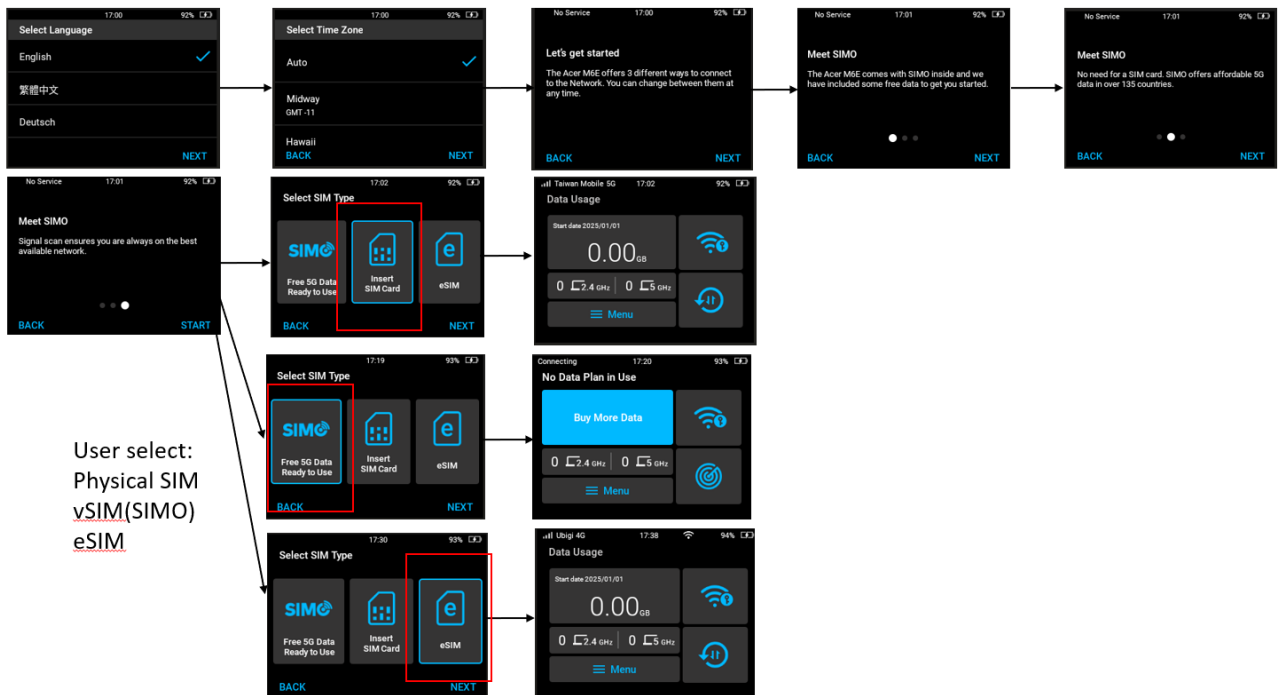 17:00 92%
Select Language
English
繁體中文
Deutsch
NEXT
17:00 92%
Select Time Zone
Auto
Midway
GMT -11
Hawaii
BACK NEXT
No Service 17:00 92%
Let's get started
The Acer M6E offers 3 different ways to connect
to the Network. You can change between them at
any time.
BACK NEXT
No Service 17:01 92%
Meet SIMO
The Acer M6E comes with SIMO inside and we
have included some free data to get you started.
BACK NEXT
No Service 17:01 92%
Meet SIMO
No need for a SIM card. SIMO offers affordable 5G
data in over 135 countries.
BACK NEXT
No Service 17:01 92%
Meet SIMO
Signal scan ensures you are always on the best
available network.
BACK START
17:02 92%
Select SIM Type
SIMO
Free 5G Data
Ready to Use
Insert
SIM Card
eSIM
BACK NEXT
Taiwan Mobile 5G 17:02 92%
Data Usage
Start date 2025/01/01
0.00 GB
0 2.4 GHz 0 5 GHz
Menu
17:19 93%
Select SIM Type
SIMO
Free 5G Data
Ready to Use
Insert
SIM Card
eSIM
BACK NEXT
Connecting 17:20 93%
No Data Plan in Use
Buy More Data
0 2.4 GHz 0 5 GHz
Menu
User select:
Physical SIM
vSIM(SIMO)
eSIM
17:30 93%
Select SIM Type
SIMO
Free 5G Data
Ready to Use
Insert
SIM Card
eSIM
BACK NEXT
Ubigi 4G 17:38 94%
Data Usage
Start date 2025/01/01
0.00 GB
0 2.4 GHz 0 5 GHz
Menu